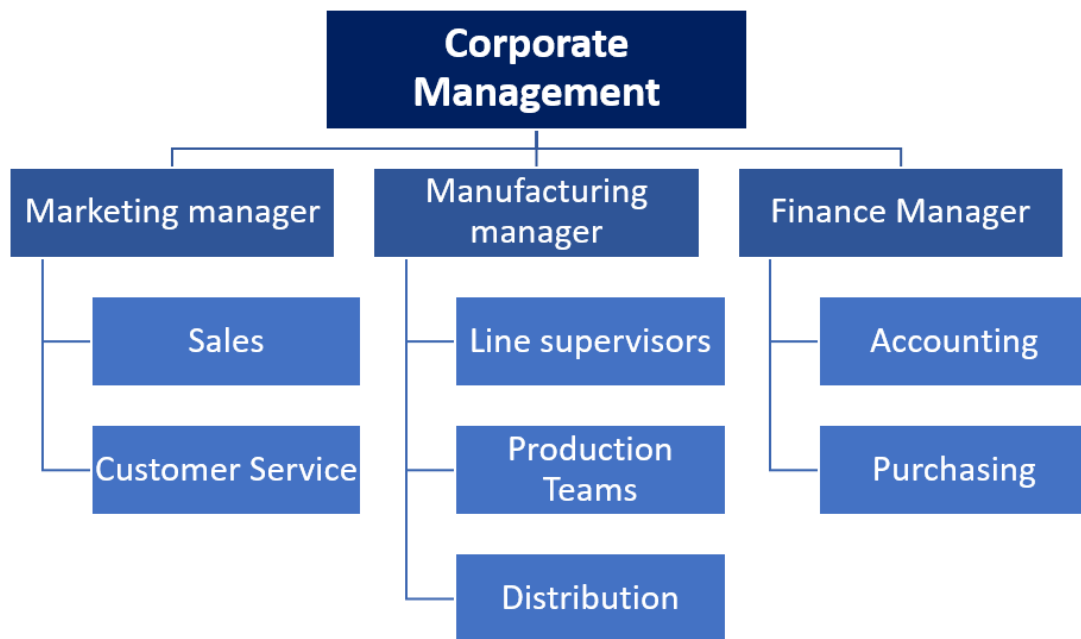 Corporate
Management
Marketing manager
Manufacturing
manager
Finance Manager
Sales
Line supervisors
Accounting
Customer Service
Production
Teams
Purchasing
Distribution